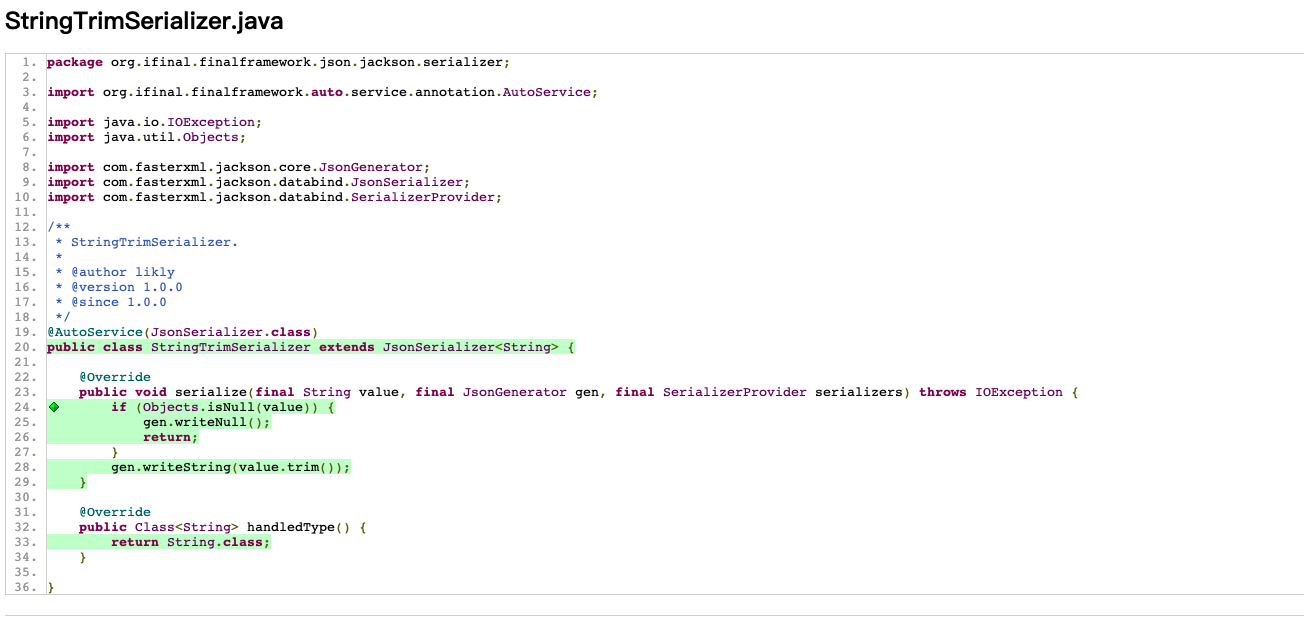 StringTrimSerializer.java
1. package org.ifinal.finalframework.json.jackson.serializer;
2.
3. import org.ifinal.finalframework.auto.service.annotation.AutoService;
4.
5. import java.io.IOException;
6. import java.util.Objects;
7.
8. import com.fasterxml.jackson.core.JsonGenerator;
9. import com.fasterxml.jackson.databind.JsonSerializer;
10. import com.fasterxml.jackson.databind.SerializerProvider;
11.
12. /**
13.  * StringTrimSerializer.
14.  *
15.  * @author likly
16.  * @version 1.0.0
17.  * @since 1.0.0
18.  */
19. @AutoService(JsonSerializer.class)
20. public class StringTrimSerializer extends JsonSerializer<String> {
21.
22.     @Override
23.     public void serialize(final String value, final JsonGenerator gen, final SerializerProvider serializers) throws IOException {
24.         if (Objects.isNull(value)) {
25.             gen.writeNull();
26.             return;
27.         }
28.         gen.writeString(value.trim());
29.     }
30.
31.     @Override
32.     public Class<String> handledType() {
33.         return String.class;
34.     }
35.
36. }